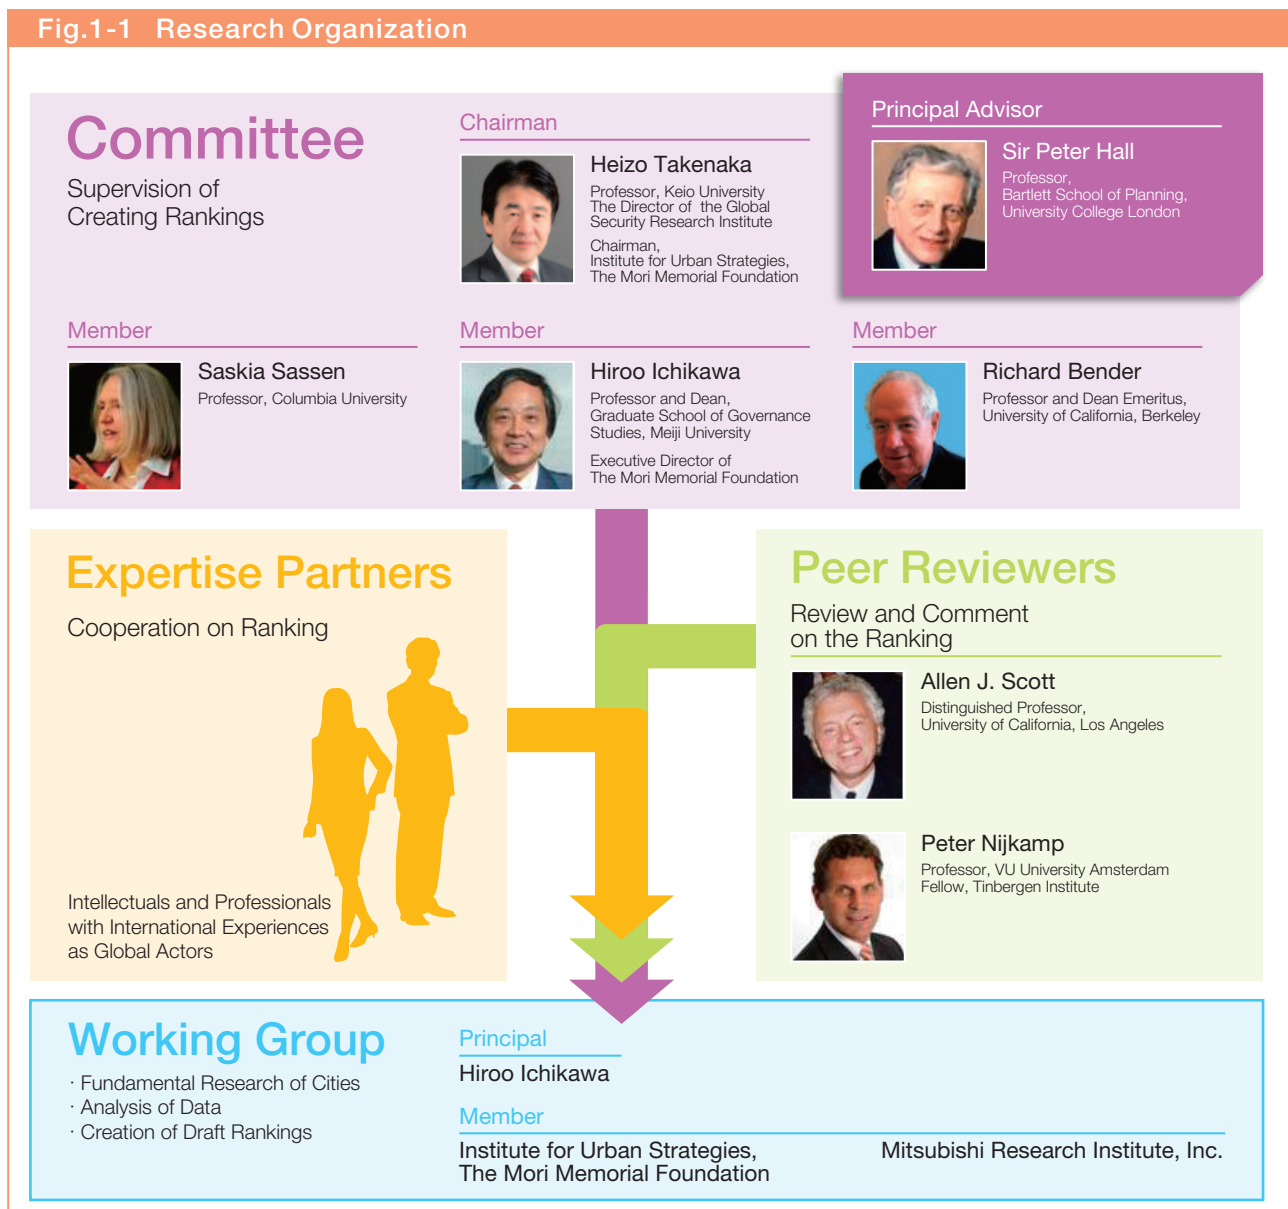 Fig.1-1 Research Organization
Committee
Supervision of
Creating Rankings
Chairman
Heizo Takenaka
Professor, Keio University
The Director of the Global
Security Research Institute
Chairman,
Institute for Urban Strategies,
The Mori Memorial Foundation
Principal Advisor
Sir Peter Hall
Professor,
Bartlett School of Planning,
University College London
Member
Saskia Sassen
Professor, Columbia University
Member
Hiroo Ichikawa
Professor and Dean,
Graduate School of Governance
Studies, Meiji University
Executive Director of
The Mori Memorial Foundation
Member
Richard Bender
Professor and Dean Emeritus,
University of California, Berkeley
Expertise Partners
Cooperation on Ranking
Intellectuals and Professionals
with International Experiences
as Global Actors
Peer Reviewers
Review and Comment
on the Ranking
Allen J. Scott
Distinguished Professor,
University of California, Los Angeles
Peter Nijkamp
Professor, VU University Amsterdam
Fellow, Tinbergen Institute
Working Group
· Fundamental Research of Cities
· Analysis of Data
· Creation of Draft Rankings
Principal
Hiroo Ichikawa
Member
Institute for Urban Strategies,
The Mori Memorial Foundation
Mitsubishi Research Institute, Inc.